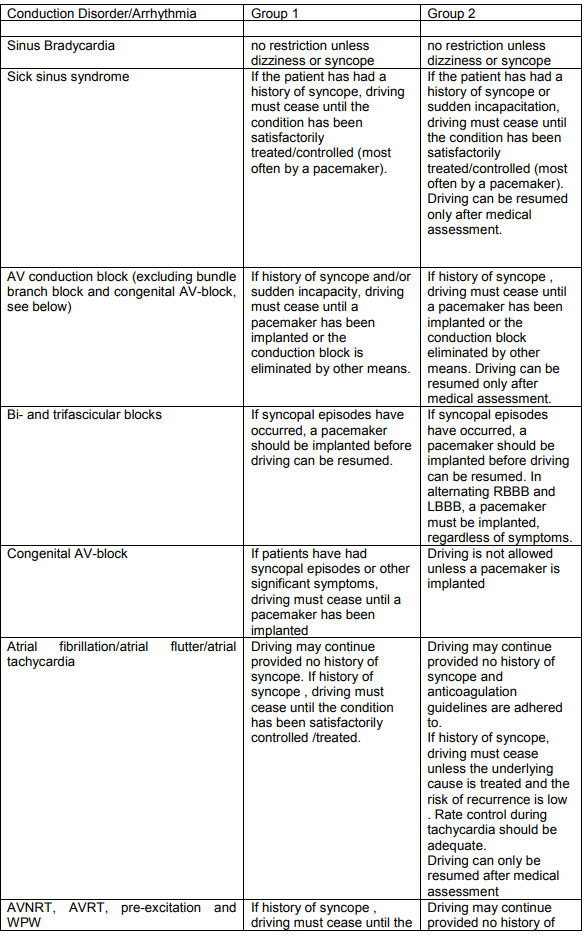 Conduction Disorder/Arrhythmia
Group 1
Group 2
Sinus Bradycardia
no restriction unless
dizziness or syncope
no restriction unless
dizziness or syncope
Sick sinus syndrome
If the patient has had a
history of syncope, driving
must cease until the
condition has been
satisfactorily
treated/controlled (most
often by a pacemaker).
If the patient has had a
history of syncope or
sudden incapacitation,
driving must cease until
the condition has been
satisfactorily
treated/controlled (most
often by a pacemaker).
Driving can be resumed
only after medical
assessment.
AV conduction block (excluding bundle
branch block and congenital AV-block,
see below)
If history of syncope and/or
sudden incapacity, driving
must cease until a
pacemaker has been
implanted or the
conduction block is
eliminated by other means.
If history of syncope ,
driving must cease until
a pacemaker has been
implanted or the
conduction block
eliminated by other
means. Driving can be
resumed only after
medical assessment.
Bi- and trifascicular blocks
If syncopal episodes have
occurred, a pacemaker
should be implanted before
driving can be resumed.
If syncopal episodes
have occurred, a
pacemaker should be
implanted before driving
can be resumed. In
alternating RBBB and
LBBB, a pacemaker
must be implanted,
regardless of symptoms.
Congenital AV-block
If patients have had
syncopal episodes or other
significant symptoms,
driving must cease until a
pacemaker has been
implanted
Driving is not allowed
unless a pacemaker is
implanted
Atrial fibrillation/atrial flutter/atrial
tachycardia
Driving may continue
provided no history of
syncope. If history of
syncope , driving must
cease until the condition
has been satisfactorily
controlled /treated.
Driving may continue
provided no history of
syncope and
anticoagulation
guidelines are adhered
to.
If history of syncope,
driving must cease
unless the underlying
cause is treated and the
risk of recurrence is low
. Rate control during
tachycardia should be
adequate.
Driving can only be
resumed after medical
assessment
AVNRT, AVRT, pre-excitation and
WPW
If history of syncope ,
driving must cease until the
Driving may continue
provided no history of